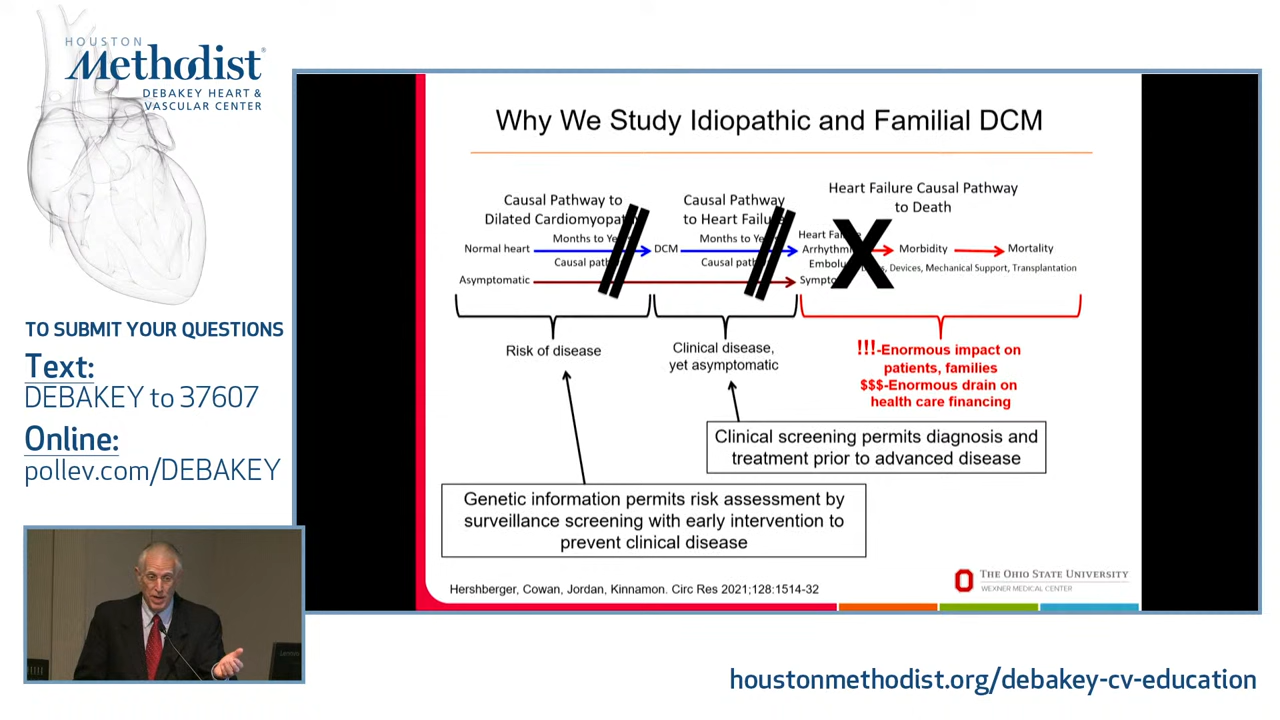 HOUSTON
Methodist®
DEBAKEY HEART &
VASCULAR CENTER
TO SUBMIT YOUR QUESTIONS
Text:
DEBAKEY to 37607
Online:
pollev.com/DEBAKEY
Why We Study Idiopathic and Familial DCM
Causal Pathway to
Dilated
Causal Pathway
to Heart
Heart Failure Causal Pathway
to Death
Normal heart
Months to
Causal
DCM
Months to
Causal
Heart
Morbidity
Mortality
Devices, Mechanical Support, Transplantation
Asymptomatic
Risk of disease
Clinical disease,
yet asymptomatic
!!!-Enormous impact on
patients, families
$$$-Enormous drain on
health care financing
Clinical screening permits diagnosis and
treatment prior to advanced disease
Genetic information permits risk assessment by
surveillance screening with early intervention to
prevent clinical disease
Hershberger, Cowan, Jordan, Kinnamon. Circ Res 2021;128:1514-32
THE OHIO STATE UNIVERSITY
WEXNER MEDICAL CENTER
houstonmethodist.org/debakey-cv-education